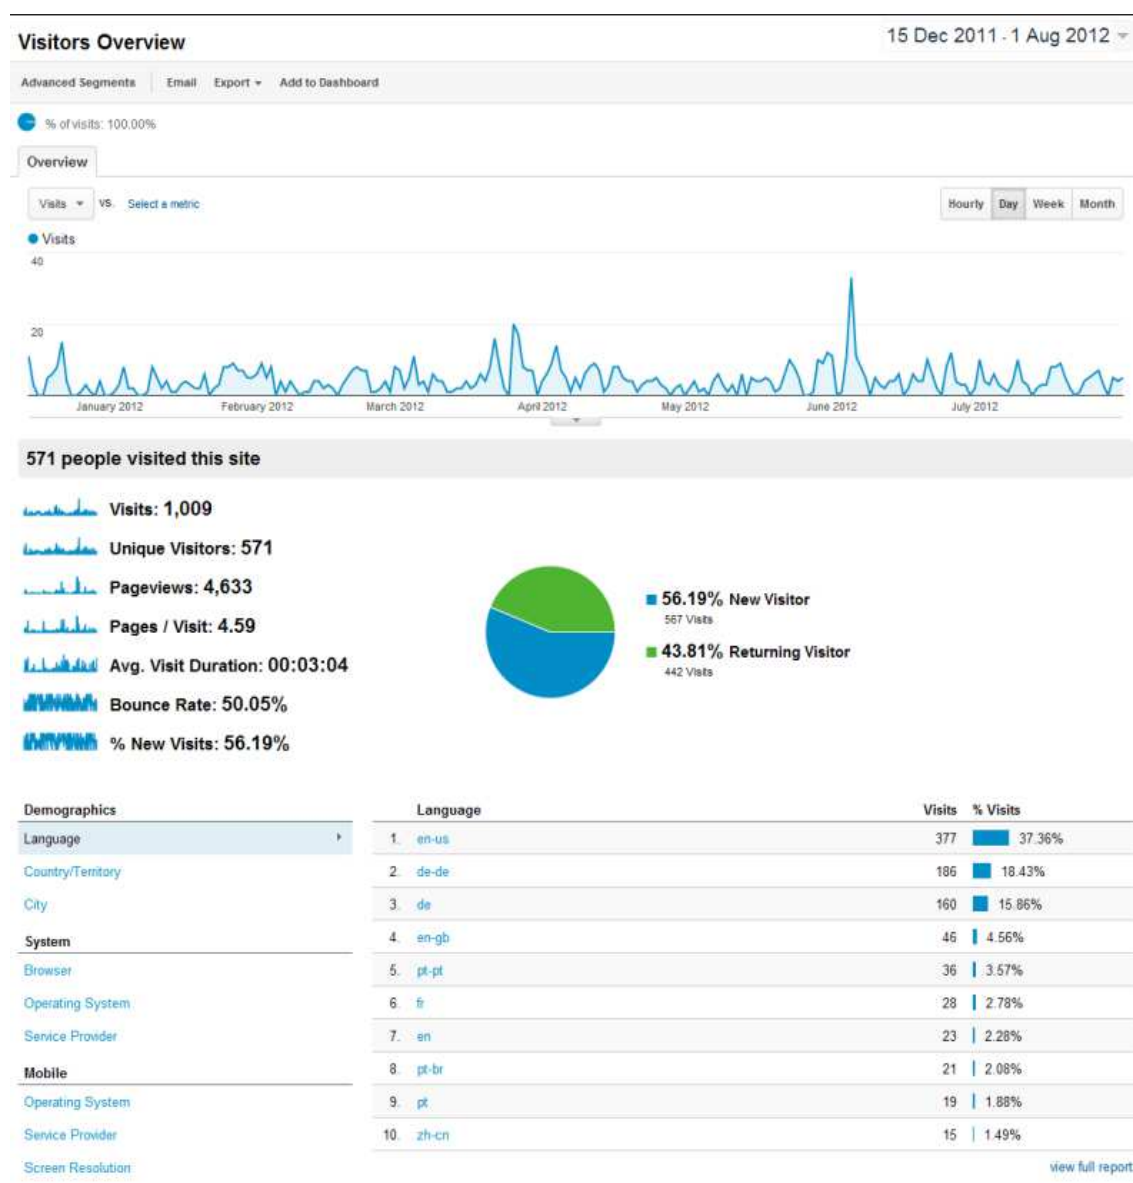 Visitors Overview
15 Dec 2011 - 1 Aug 2012
Advanced Segments Email Export Add to Dashboard
% of visits: 100.00%
Overview
Visits VS. Select a metric
Hourly Day Week Month
Visits
40
20
January 2012 February 2012 March 2012 April 2012 May 2012 June 2012 July 2012
571 people visited this site
Visits: 1,009
Unique Visitors: 571
Pageviews: 4,633
Pages / Visit: 4.59
Avg. Visit Duration: 00:03:04
Bounce Rate: 50.05%
% New Visits: 56.19%
56.19% New Visitor
567 Visits
43.81% Returning Visitor
442 Visits
Demographics
Language
Country/Territory
City
System
Browser
Operating System
Service Provider
Mobile
Operating System
Service Provider
Screen Resolution
Language Visits % Visits
1. en-us 377 37.36%
2. de-de 186 18.43%
3. de 160 15.86%
4. en-gb 46 4.56%
5. pt-pt 36 3.57%
6. fr 28 2.78%
7. en 23 2.28%
8. pt-br 21 2.08%
9. pt 19 1.88%
10. zh-cn 15 1.49%
view full report